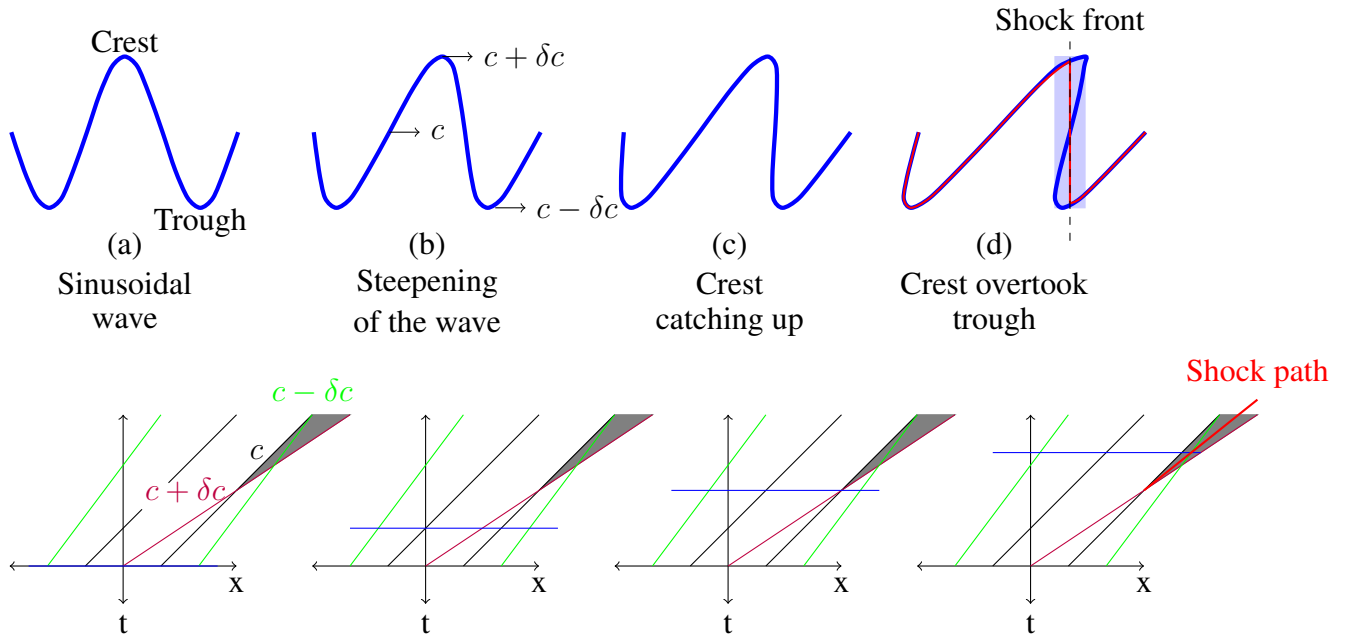 Shock front
Crest
c + δc
c
c − δc
Trough
(a)
(b)
(c)
(d)
Sinusoidal
wave
Steepening
of the wave
Crest
catching up
Crest overtook
trough
Shock path
c − δc
c
c + δc
x
x
x
x
t
t
t
t